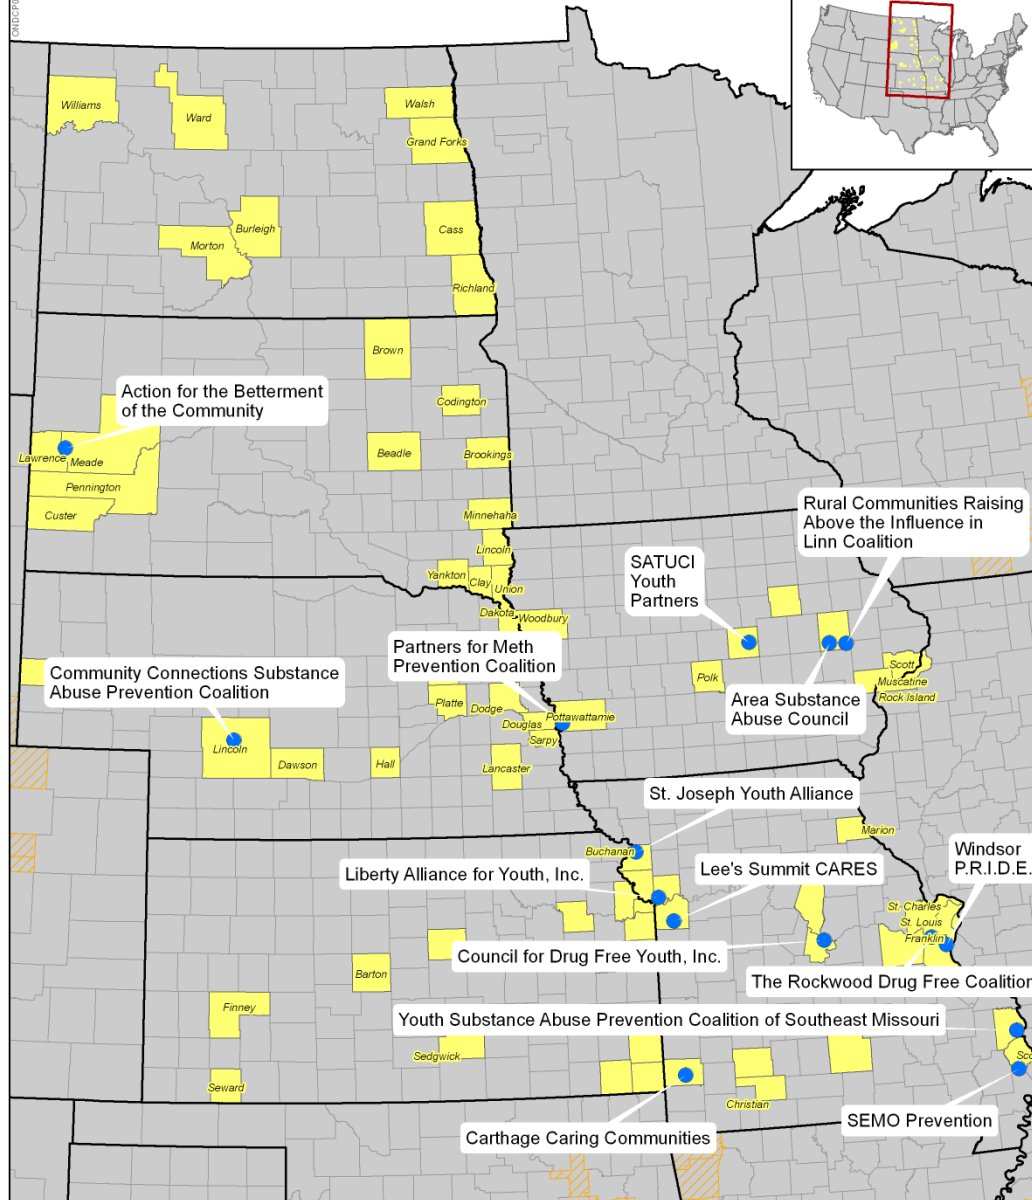 ONDCP0
Williams
Ward
Walsh
Grand Forks
Burleigh
Cass
Morton
Richland
Brown
Action for the Betterment
of the Community
Codington
Lawrence
Meade
Beadle
Brookings
Pennington
Custer
Minnehaha
Lincoln
Yankton
Clay
Union
Dakota
Woodbury
Rural Communities Raising
Above the Influence in
Linn Coalition
SATUCI
Youth
Partners
Partners for Meth
Prevention Coalition
Community Connections Substance
Abuse Prevention Coalition
Polk
Scott
Muscatine
Rock Island
Area Substance
Abuse Council
Platte
Dodge
Douglas
Pottawattamie
Sarpy
Lincoln
Dawson
Hall
Lancaster
St. Joseph Youth Alliance
Marion
Buchanan
Windsor
P.R.I.D.E.
Liberty Alliance for Youth, Inc.
Lee's Summit CARES
St. Charles
St. Louis
Franklin
Council for Drug Free Youth, Inc.
Barton
The Rockwood Drug Free Coalition
Finney
Youth Substance Abuse Prevention Coalition of Southeast Missouri
Sedgwick
Sco
Seward
Christian
SEMO Prevention
Carthage Caring Communities